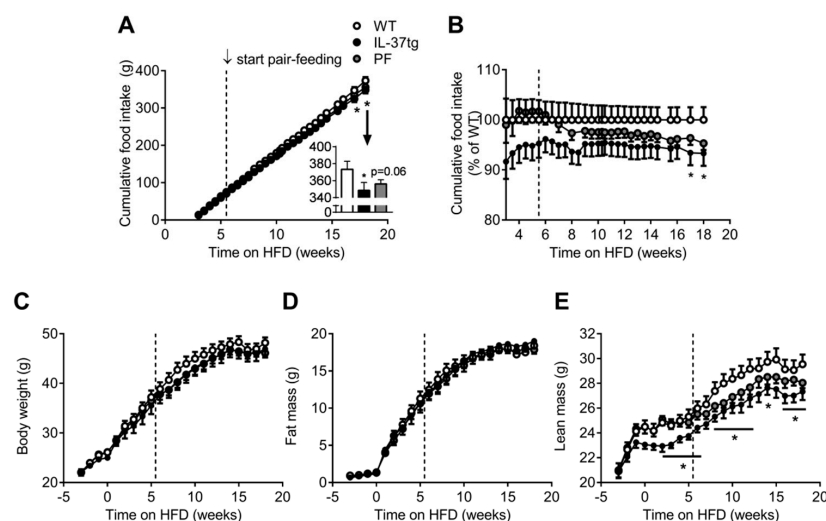 A
WT
IL-37tg
PF
↓ start pair-feeding
Cumulative food intake (g)
400
300
200
100
0
0 5 10 15 20
Time on HFD (weeks)
* *
400
380
360
340
0
* p=0.06
B
Cumulative food intake
(% of WT)
110
100
90
80
4 6 8 10 12 14 16 18 20
Time on HFD (weeks)
* *
C
Body weight (g)
50
40
30
20
-5 0 5 10 15 20
Time on HFD (weeks)
D
Fat mass (g)
20
15
10
5
0
-5 0 5 10 15 20
Time on HFD (weeks)
E
Lean mass (g)
32
30
28
26
24
22
20
-5 0 5 10 15 20
Time on HFD (weeks)
* * * *